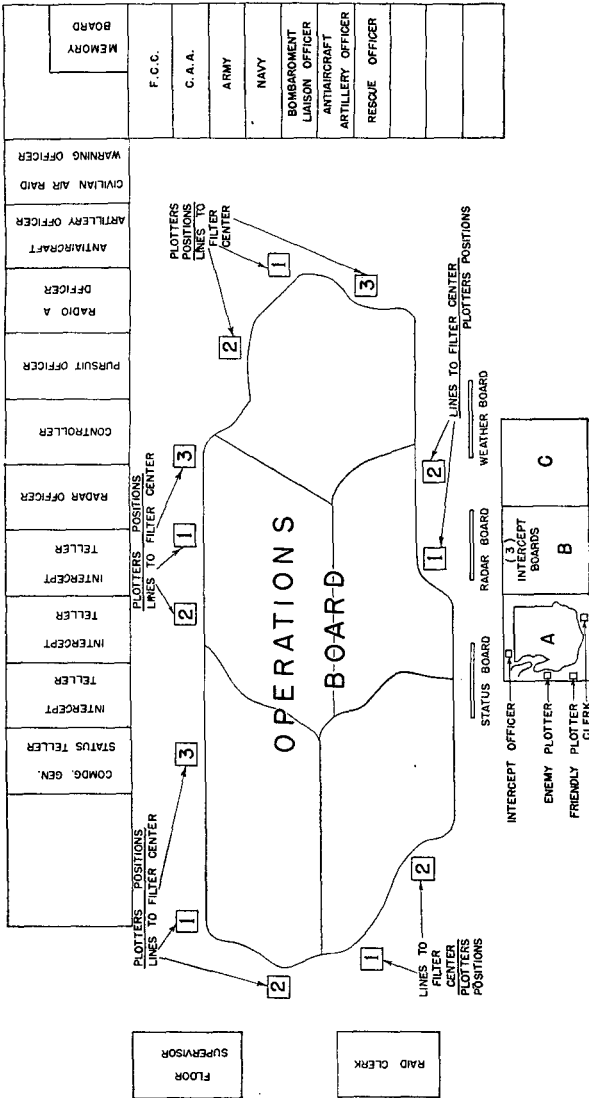 MEMORY
BOARD
F.C.C.
C.A.A.
ARMY
NAVY
BOMBAROMENT
LIAISON OFFICER
ANTIAIRCRAFT
ARTILLERY OFFICER
RESCUE OFFICER
CIVILIAN AIR RAID
WARNING OFFICER
ANTIAIRCRAFT
ARTILLERY OFFICER
RADIO A
OFFICER
PURSUIT OFFICER
CONTROLLER
RADAR OFFICER
INTERCEPT
TELLER
INTERCEPT
TELLER
INTERCEPT
TELLER
COMDG. GEN.
STATUS TELLER
PLOTTERS
POSITIONS
LINES TO
FILTER
CENTER
2
1
3
PLOTTERS POSITIONS
LINES TO FILTER CENTER
2
1
3
PLOTTERS POSITIONS
LINES TO FILTER CENTER
2
1
3
OPERATIONS
BOARD
LINES TO
FILTER
CENTER
PLOTTERS
POSITIONS
1
2
LINES TO FILTER CENTER
PLOTTERS POSITIONS
1
2
STATUS BOARD
RADAR BOARD
WEATHER BOARD
(3)
INTERCEPT
BOARDS
A
B
C
INTERCEPT OFFICER
ENEMY PLOTTER
FRIENDLY PLOTTER
CLERK
FLOOR
SUPERVISOR
RAID CLERK